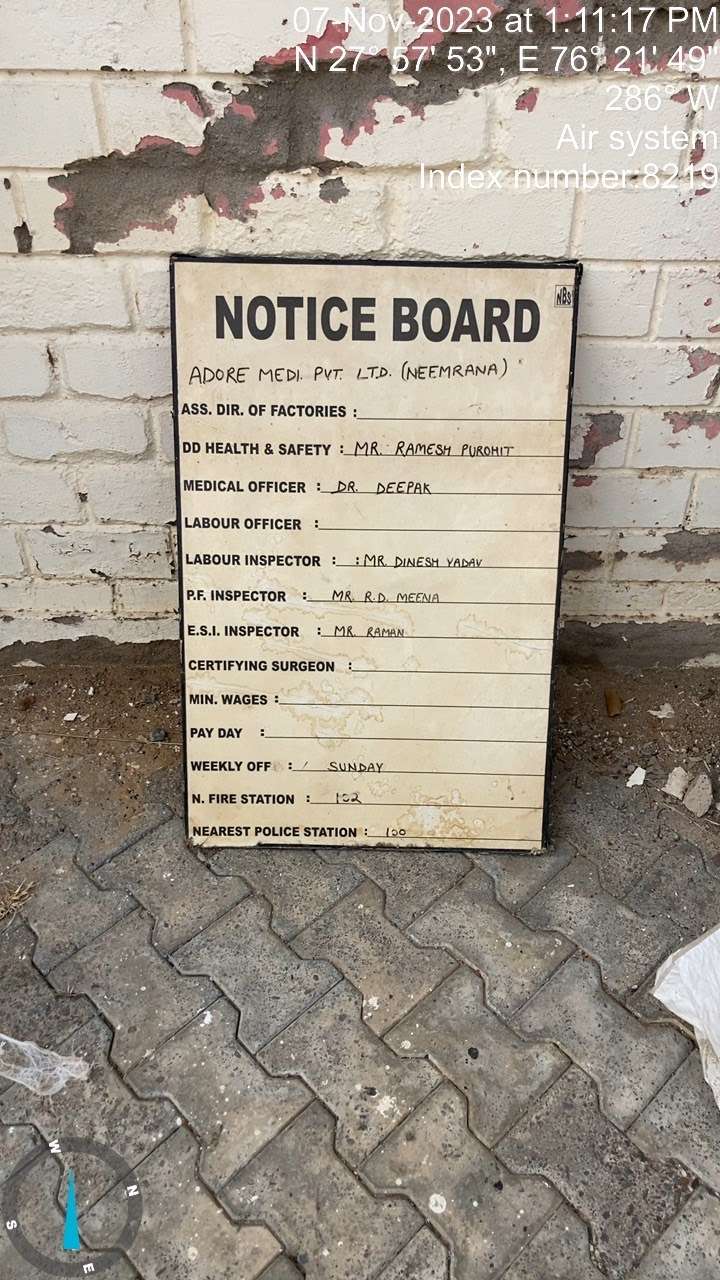 07-Nov-2023 at 1:11:17 PM
N 27° 57' 53", E 76° 21' 49"
286° W
Air system
Index number:8219
NBS
NOTICE BOARD
ADORE MEDI. PVT. LTD. (NEEMRANA)
ASS. DIR. OF FACTORIES :
DD HEALTH & SAFETY : MR. RAMESH PUROHIT
MEDICAL OFFICER : DR. DEEPAK
LABOUR OFFICER :
LABOUR INSPECTOR : : MR. DINESH YADAV
P.F. INSPECTOR : MR. R.D. MEENA
E.S.I. INSPECTOR : MR. RAMAN
CERTIFYING SURGEON :
MIN. WAGES :
PAY DAY :
WEEKLY OFF : SUNDAY
N. FIRE STATION : 102
NEAREST POLICE STATION : 100
W
N
S
E